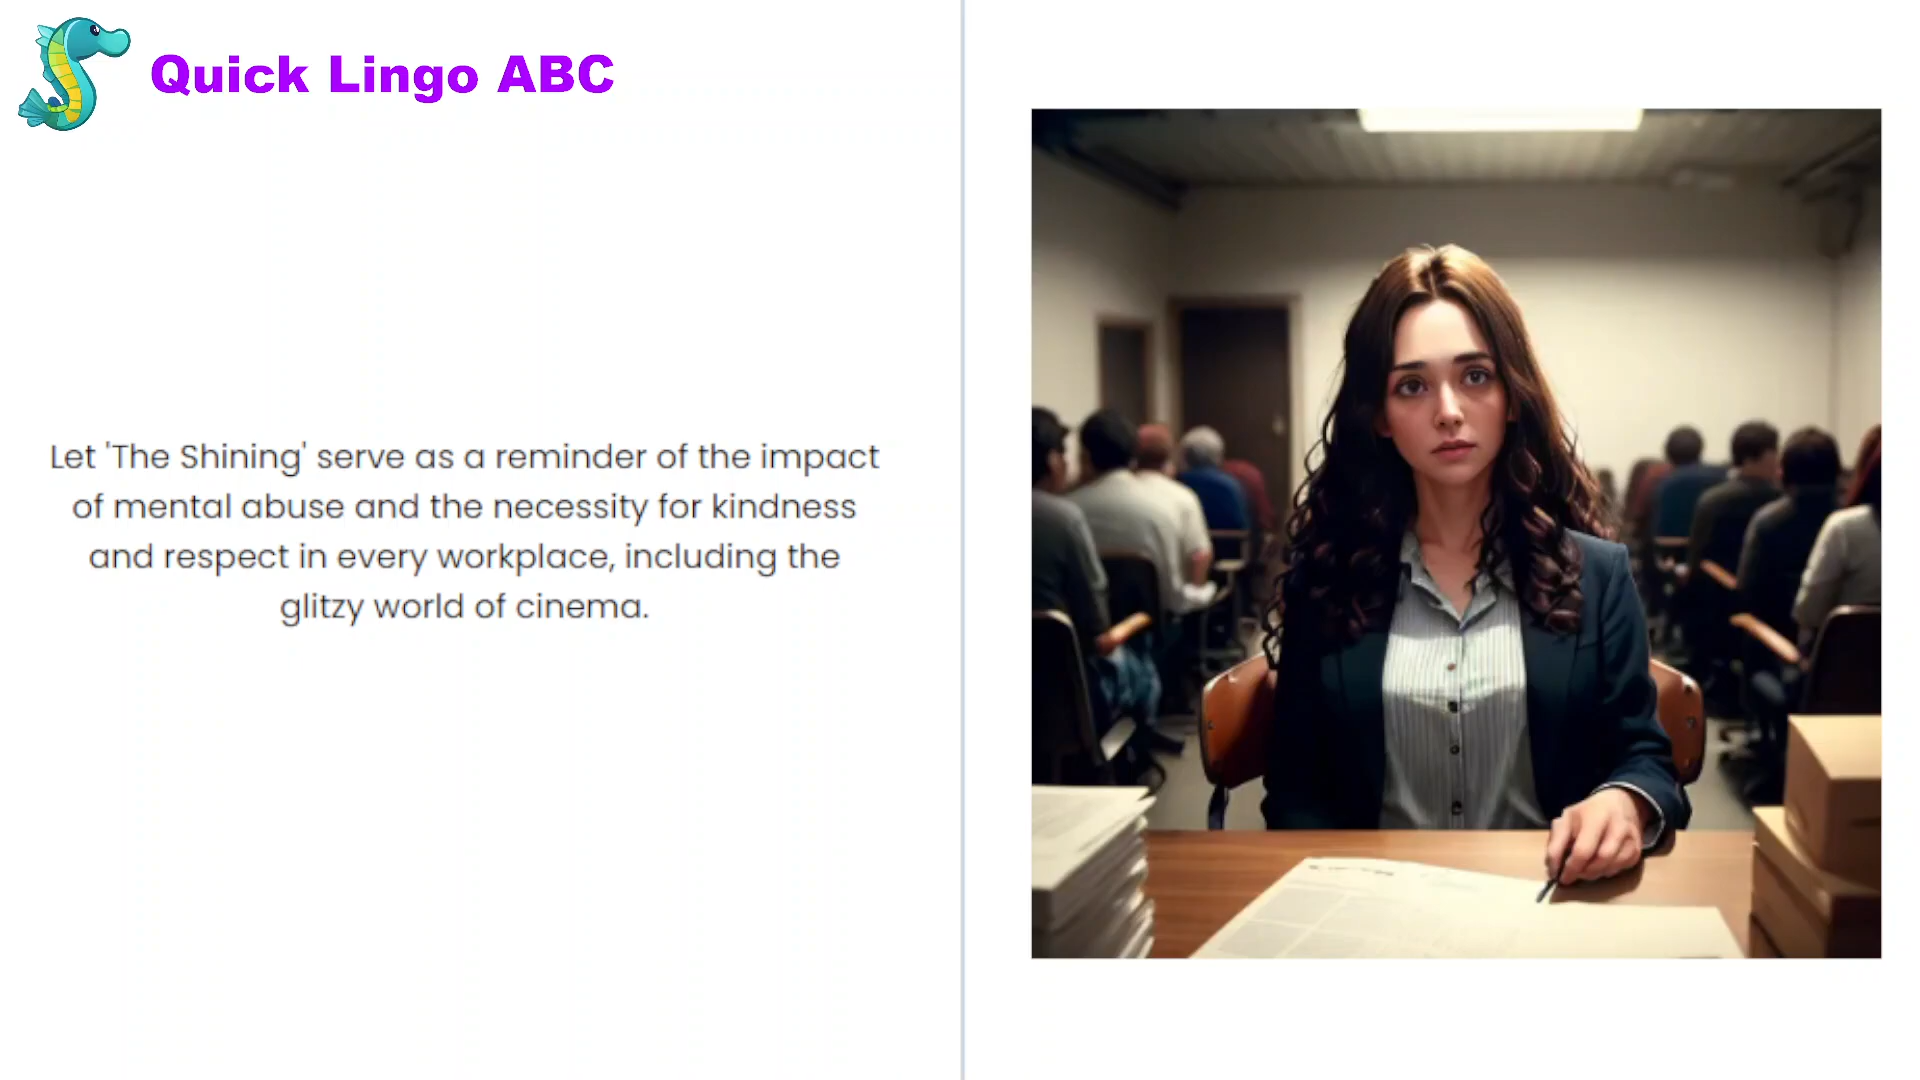 Quick Lingo ABC
Let 'The Shining' serve as a reminder of the impact
of mental abuse and the necessity for kindness
and respect in every workplace, including the
glitzy world of cinema.